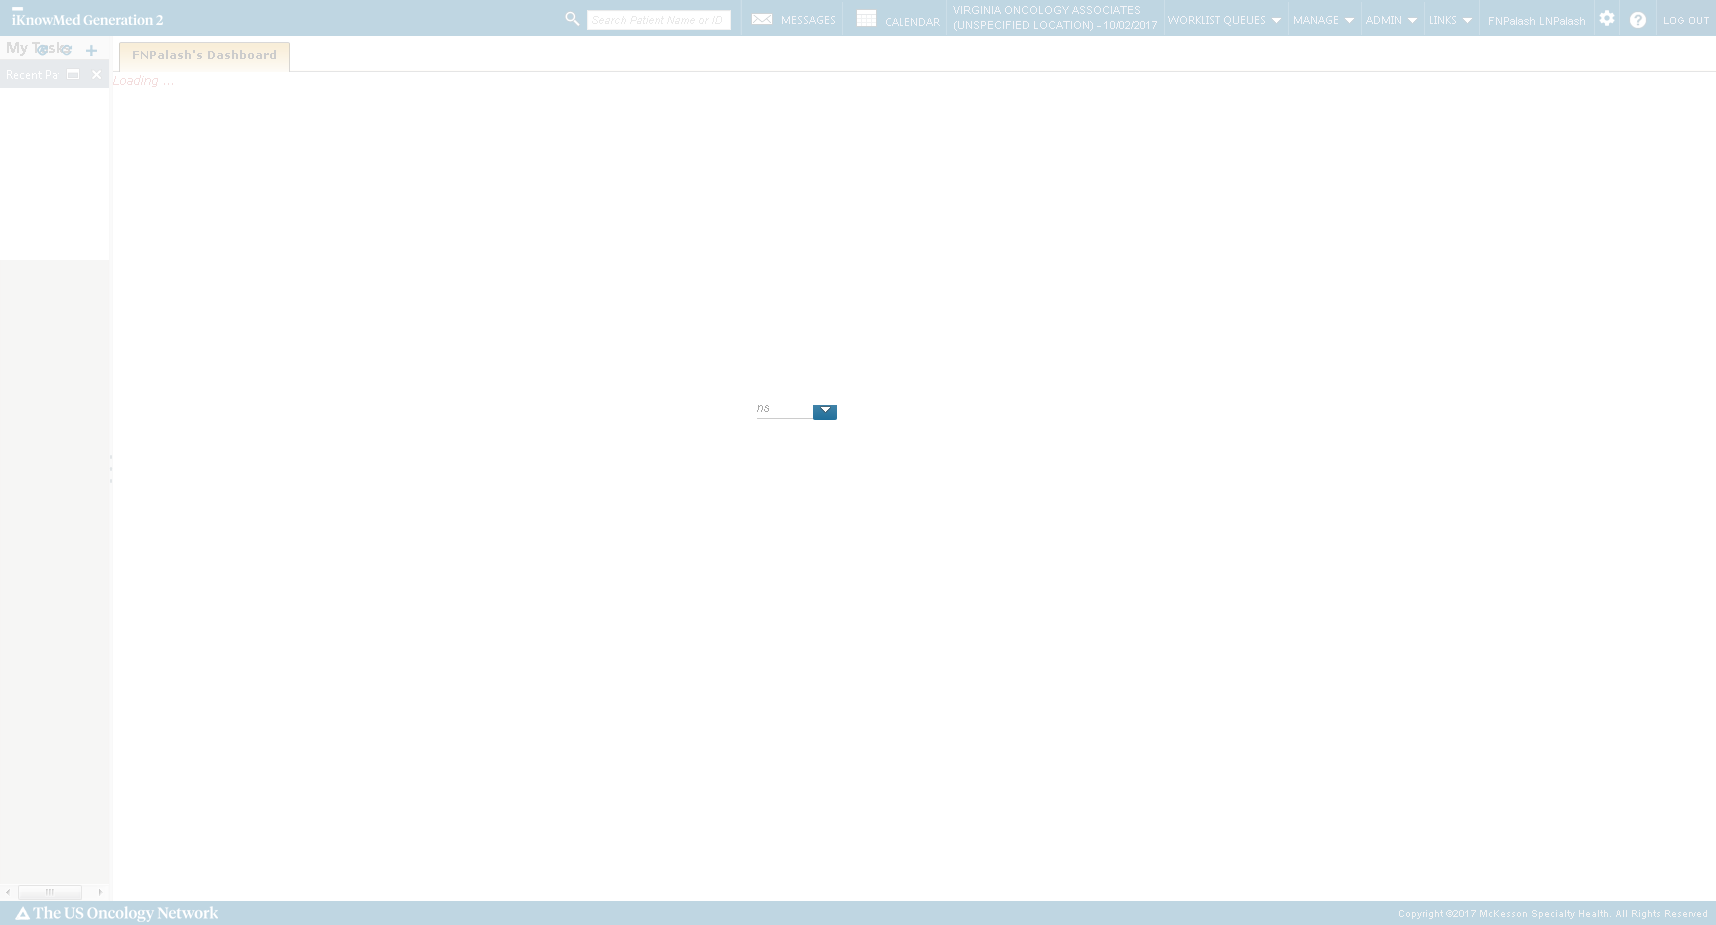 iKnowMed Generation 2
Search Patient Name or ID
MESSAGES
CALENDAR
VIRGINIA ONCOLOGY ASSOCIATES
(UNSPECIFIED LOCATION) - 10/02/2017
WORKLIST QUEUES
MANAGE
ADMIN
LINKS
FNPalash LNPalash
LOG OUT
My Tasks
FNPalash's Dashboard
Recent Pa
Loading ...
ns
The US Oncology Network
Copyright ©2017 McKesson Specialty Health. All Rights Reserved